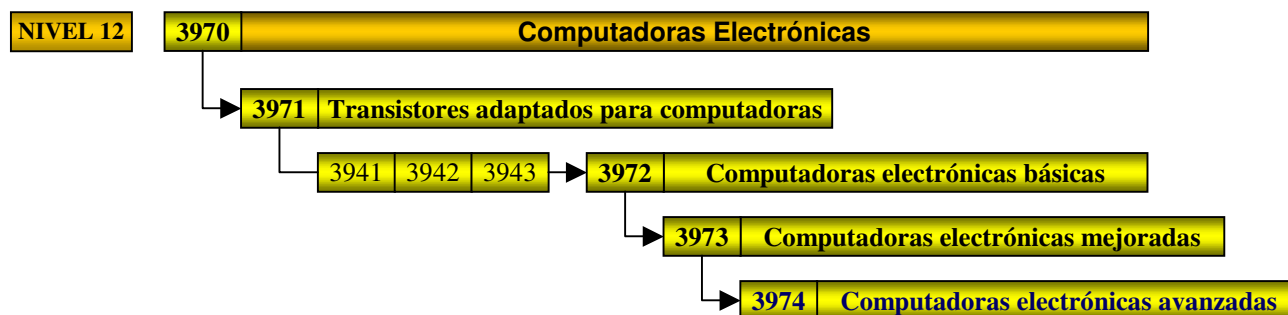 NIVEL 12 3970 Computadoras Electrónicas
3971 Transistores adaptados para computadoras
3941 3942 3943 3972 Computadoras electrónicas básicas
3973 Computadoras electrónicas mejoradas
3974 Computadoras electrónicas avanzadas